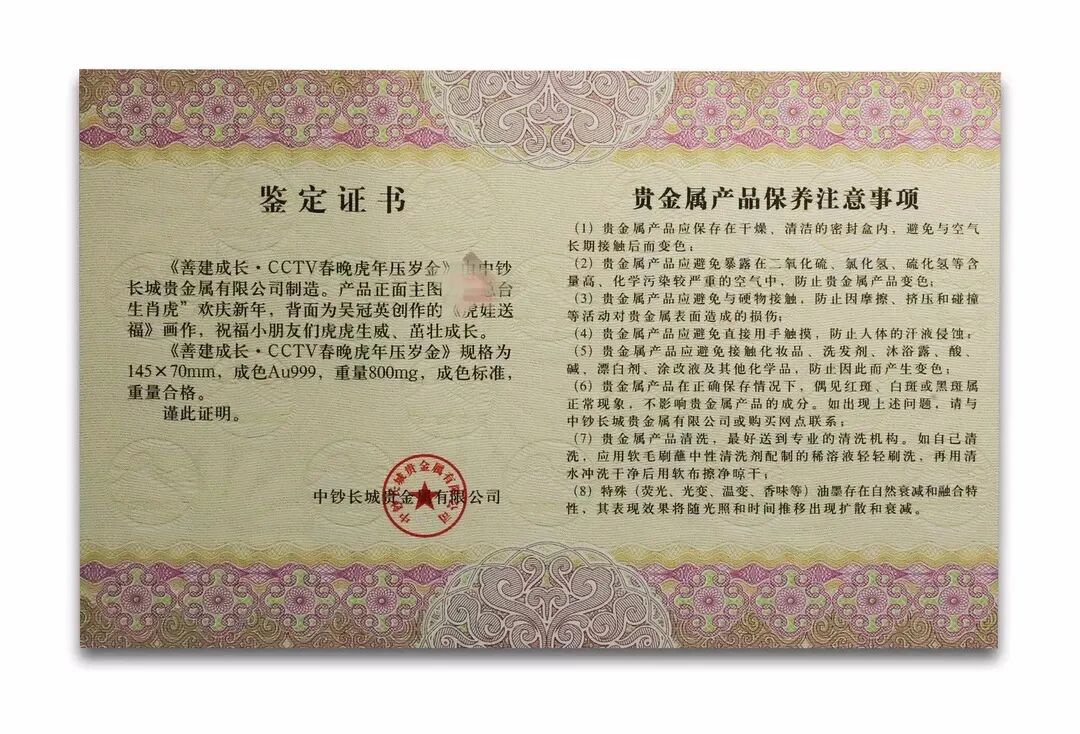 鉴定证书
《善建成长·CCTV春晚虎年压岁金》由中钞
长城贵金属有限公司制造。产品正面主图 总台
生肖虎”欢庆新年，背面为吴冠英创作的《虎娃送
福》画作，祝福小朋友们虎虎生威、茁壮成长。
《善建成长·CCTV春晚虎年压岁金》规格为
145×70mm，成色Au999，重量800mg，成色标准，
重量合格。
谨此证明。
中钞长城贵金属有限公司
中钞长城贵金属有限公司
贵金属产品保养注意事项
（1）贵金属产品应保存在干燥、清洁的密封盒内，避免与空气
长期接触后而变色；
（2）贵金属产品应避免暴露在二氧化硫、氯化氢、硫化氢等含
量高、化学污染较严重的空气中，防止贵金属产品变色；
（3）贵金属产品应避免与硬物接触，防止因摩擦、挤压和碰撞
等活动对贵金属表面造成的损伤；
（4）贵金属产品应避免直接用手触摸，防止人体的汗液侵蚀；
（5）贵金属产品应避免接触化妆品、洗发剂、沐浴露、酸、
碱、漂白剂、涂改液及其他化学品，防止因此而产生变色；
（6）贵金属产品在正确保存情况下，偶见红斑、白斑或黑斑属
正常现象，不影响贵金属产品的成分。如出现上述问题，请与
中钞长城贵金属有限公司或购买网点联系；
（7）贵金属产品清洗，最好送到专业的清洗机构。如自己清
洗，应用软毛刷蘸中性清洗剂配制的稀溶液轻轻刷洗，再用清
水冲洗干净后用软布擦净晾干；
（8）特殊（荧光、光变、温变、香味等）油墨存在自然衰减和融合特
性，其表现效果将随光照和时间推移出现扩散和衰减。